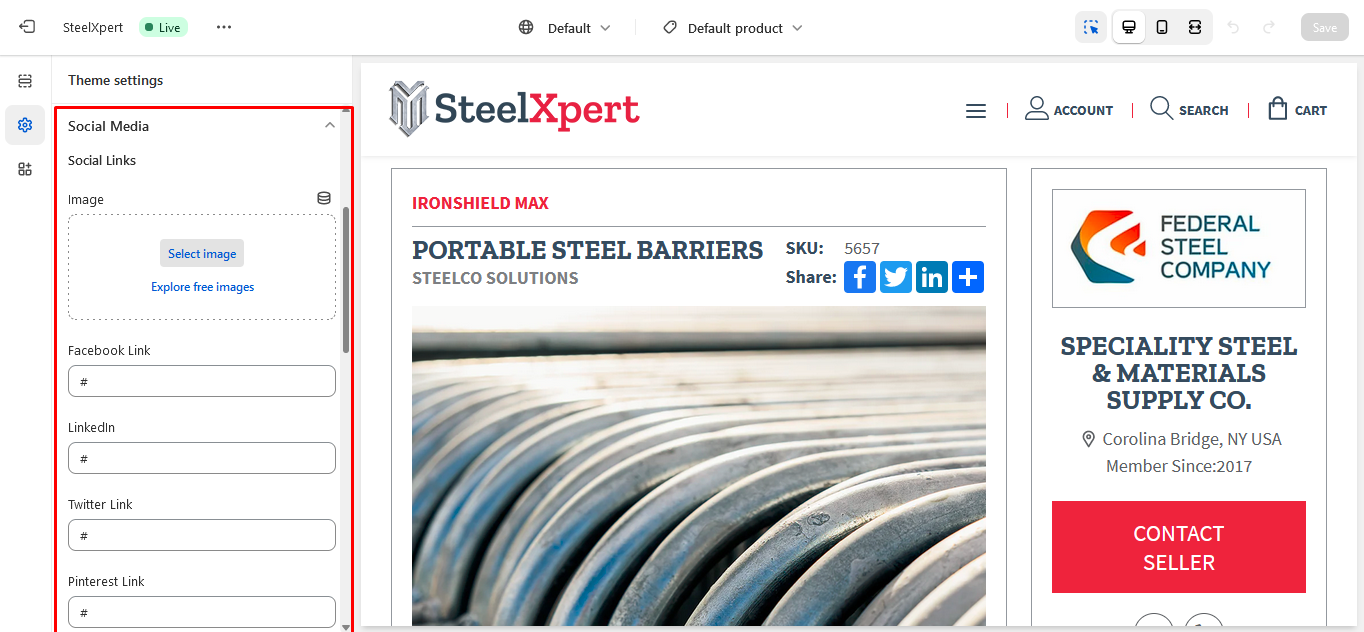 SteelXpert
Live
Default
Default product
Save
Theme settings
Social Media
Social Links
Image
Select image
Explore free images
Facebook Link
#
LinkedIn
#
Twitter Link
#
Pinterest Link
#
SteelXpert
ACCOUNT
SEARCH
CART
IRONSHIELD MAX
PORTABLE STEEL BARRIERS
STEELCO SOLUTIONS
SKU: 5657
Share:
FEDERAL
STEEL
COMPANY
SPECIALITY STEEL
& MATERIALS
SUPPLY CO.
Corolina Bridge, NY USA
Member Since:2017
CONTACT
SELLER